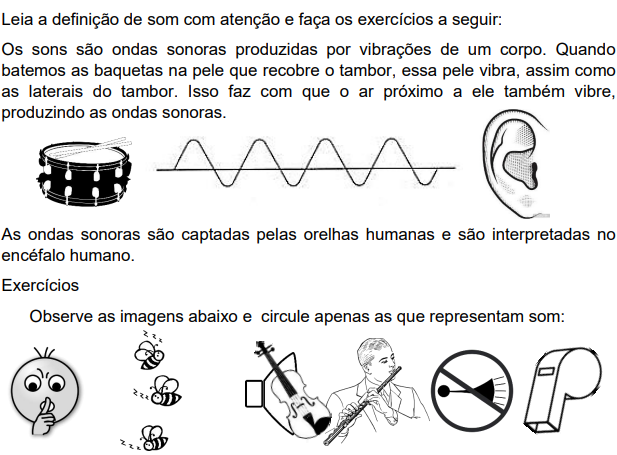 Leia a definição de som com atenção e faça os exercícios a seguir:
Os sons são ondas sonoras produzidas por vibrações de um corpo. Quando
batemos as baquetas na pele que recobre o tambor, essa pele vibra, assim como
as laterais do tambor. Isso faz com que o ar próximo a ele também vibre,
produzindo as ondas sonoras.
As ondas sonoras são captadas pelas orelhas humanas e são interpretadas no
encéfalo humano.
Exercícios
Observe as imagens abaixo e circule apenas as que representam som:
z z z
z z z
z z z